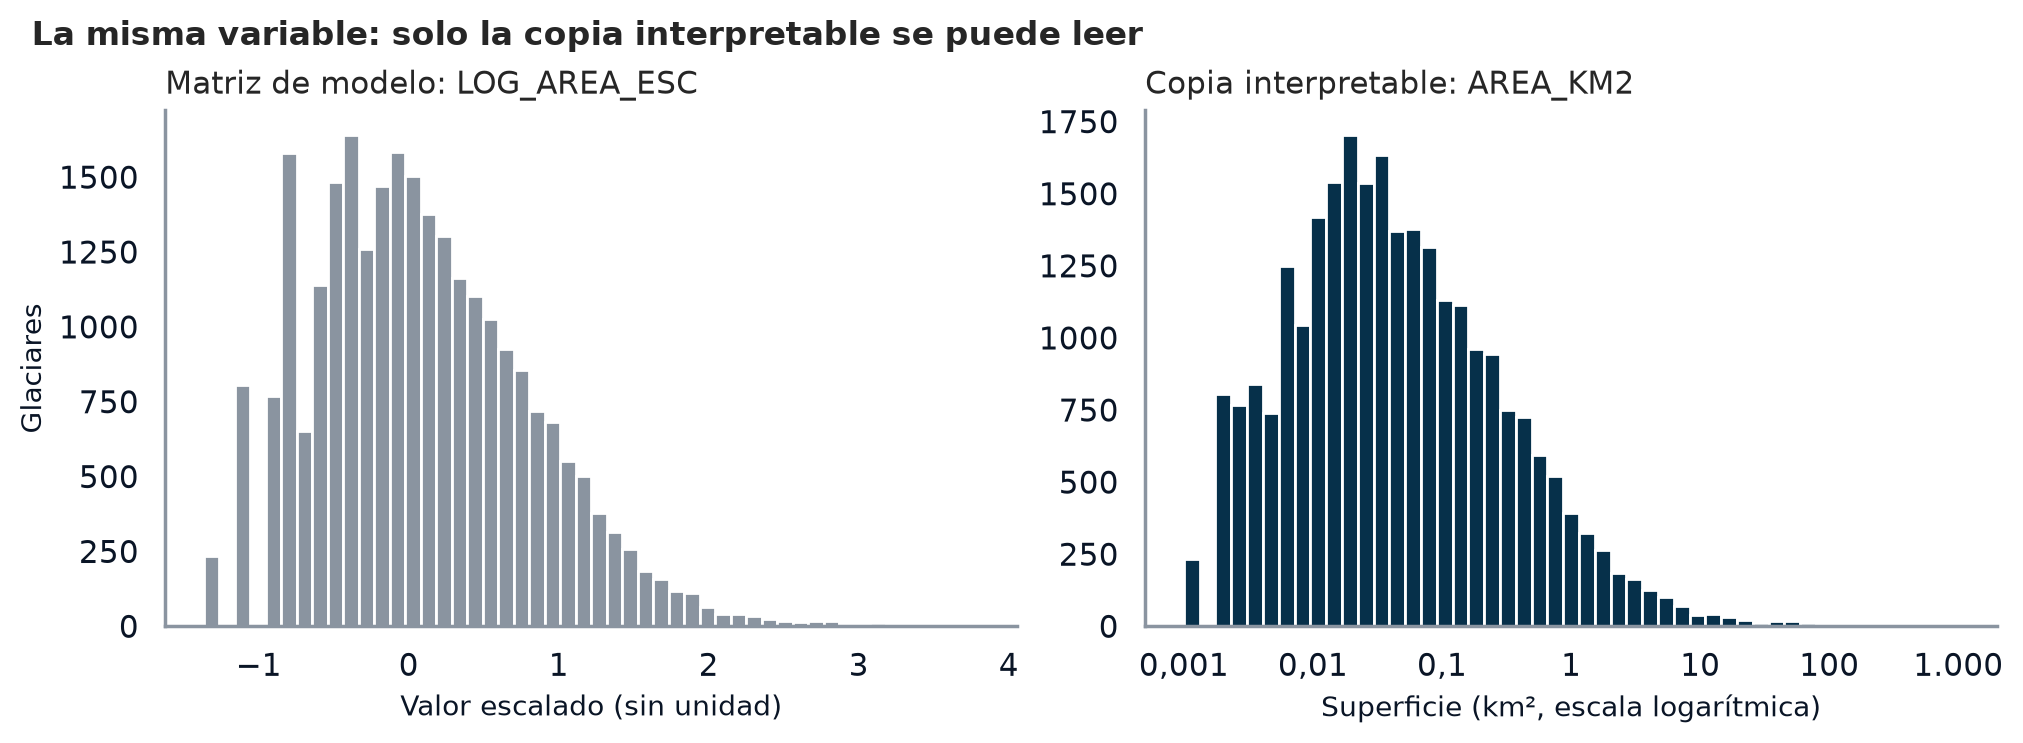 La misma variable: solo la copia interpretable se puede leer
Matriz de modelo: LOG_AREA_ESC
1500
1250
1000
750
500
250
0
Glaciares
−1 0 1 2 3 4
Valor escalado (sin unidad)
Copia interpretable: AREA_KM2
1750
1500
1250
1000
750
500
250
0
0,001 0,01 0,1 1 10 100 1.000
Superficie (km², escala logarítmica)